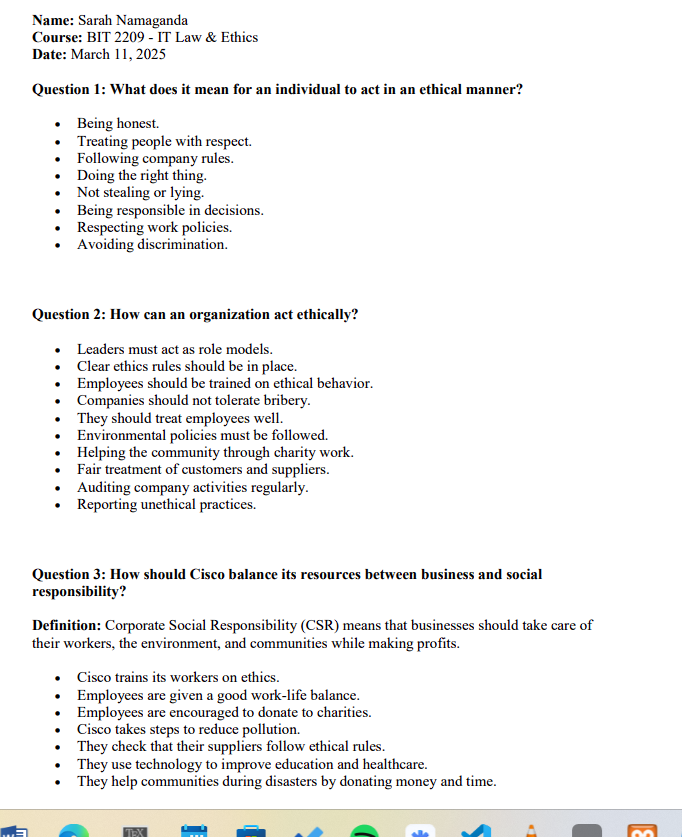 Name: Sarah Namaganda
Course: BIT 2209 - IT Law & Ethics
Date: March 11, 2025
Question 1: What does it mean for an individual to act in an ethical manner?
• Being honest.
• Treating people with respect.
• Following company rules.
• Doing the right thing.
• Not stealing or lying.
• Being responsible in decisions.
• Respecting work policies.
• Avoiding discrimination.
Question 2: How can an organization act ethically?
• Leaders must act as role models.
• Clear ethics rules should be in place.
• Employees should be trained on ethical behavior.
• Companies should not tolerate bribery.
• They should treat employees well.
• Environmental policies must be followed.
• Helping the community through charity work.
• Fair treatment of customers and suppliers.
• Auditing company activities regularly.
• Reporting unethical practices.
Question 3: How should Cisco balance its resources between business and social
responsibility?
Definition: Corporate Social Responsibility (CSR) means that businesses should take care of
their workers, the environment, and communities while making profits.
• Cisco trains its workers on ethics.
• Employees are given a good work-life balance.
• Employees are encouraged to donate to charities.
• Cisco takes steps to reduce pollution.
• They check that their suppliers follow ethical rules.
• They use technology to improve education and healthcare.
• They help communities during disasters by donating money and time.
TEX